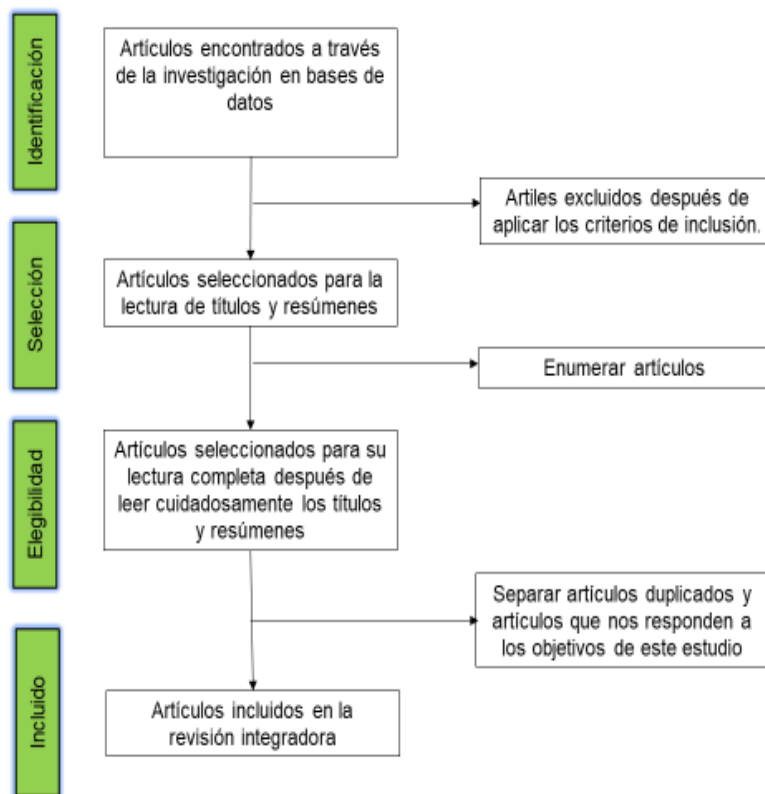 Identificación
Artículos encontrados a través
de la investigación en bases de
datos
Artiles excluidos después de
aplicar los criterios de inclusión.
Selección
Artículos seleccionados para la
lectura de títulos y resúmenes
Enumerar artículos
Elegibilidad
Artículos seleccionados para su
lectura completa después de
leer cuidadosamente los títulos
y resúmenes
Separar artículos duplicados y
artículos que nos responden a
los objetivos de este estudio
Incluido
Artículos incluidos en la
revisión integradora